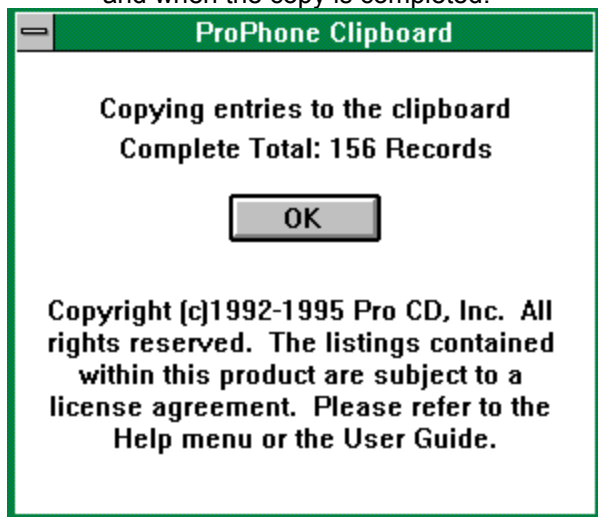 and when the copy is completed.
ProPhone Clipboard
Copying entries to the clipboard
Complete Total: 156 Records
OK
Copyright (c)1992-1995 Pro CD, Inc.  All
rights reserved.  The listings contained
within this product are subject to a
license agreement.  Please refer to the
Help menu or the User Guide.